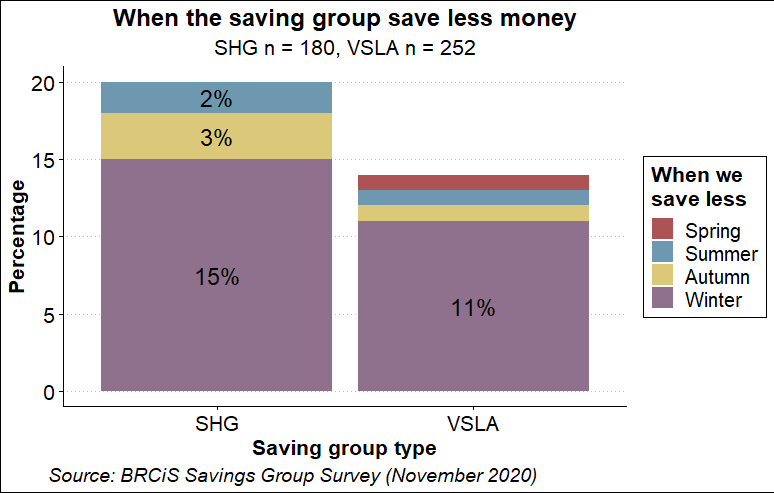 When the saving group save less money
SHG n = 180, VSLA n = 252
Percentage
20
15
10
5
0
2%
3%
15%
11%
SHG
VSLA
Saving group type
When we
save less
Spring
Summer
Autumn
Winter
Source: BRCiS Savings Group Survey (November 2020)